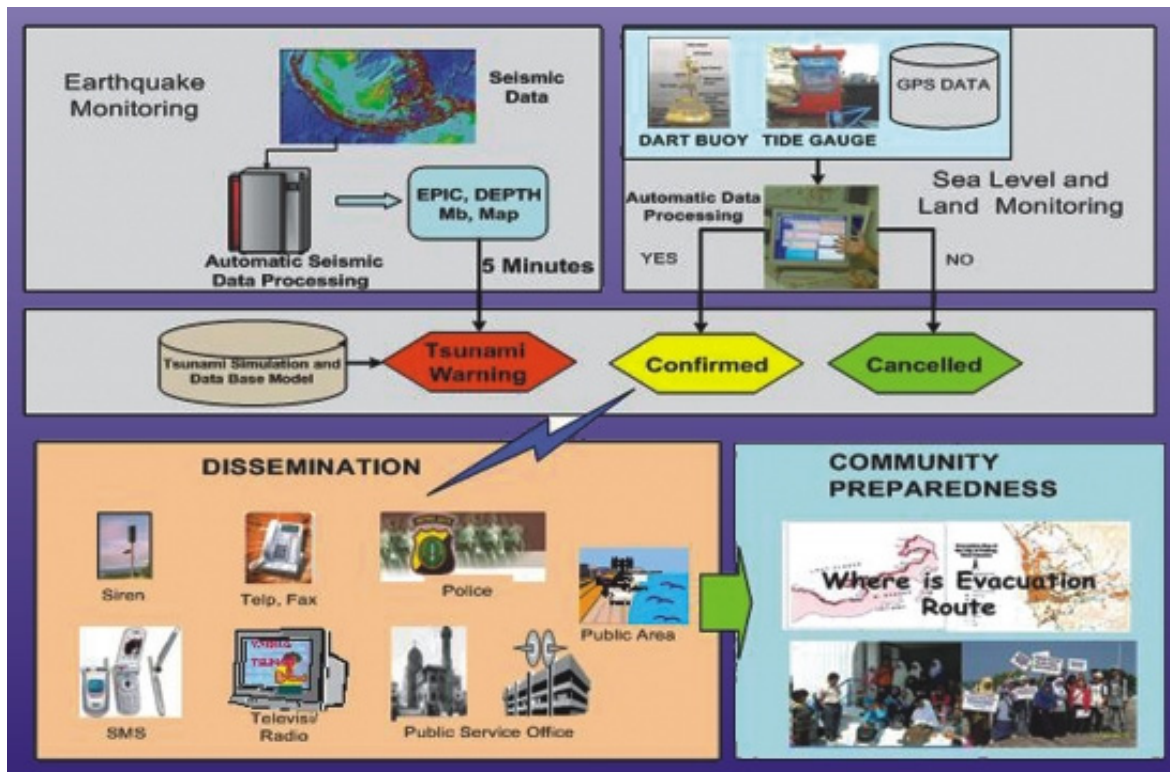 Earthquake
Monitoring
Seismic
Data
EPIC, DEPTH
Mb, Map
Automatic Seismic
Data Processing
5 Minutes
DART BUOY
TIDE GAUGE
GPS DATA
Automatic Data
Processing
Sea Level and
Land Monitoring
YES
NO
Tsunami Simulation and
Data Base Model
Tsunami
Warning
Confirmed
Cancelled
DISSEMINATION
Siren
Telp, Fax
Police
Public Area
SMS
Televisi/
Radio
Public Service Office
COMMUNITY
PREPAREDNESS
Where is Evacuation
Route